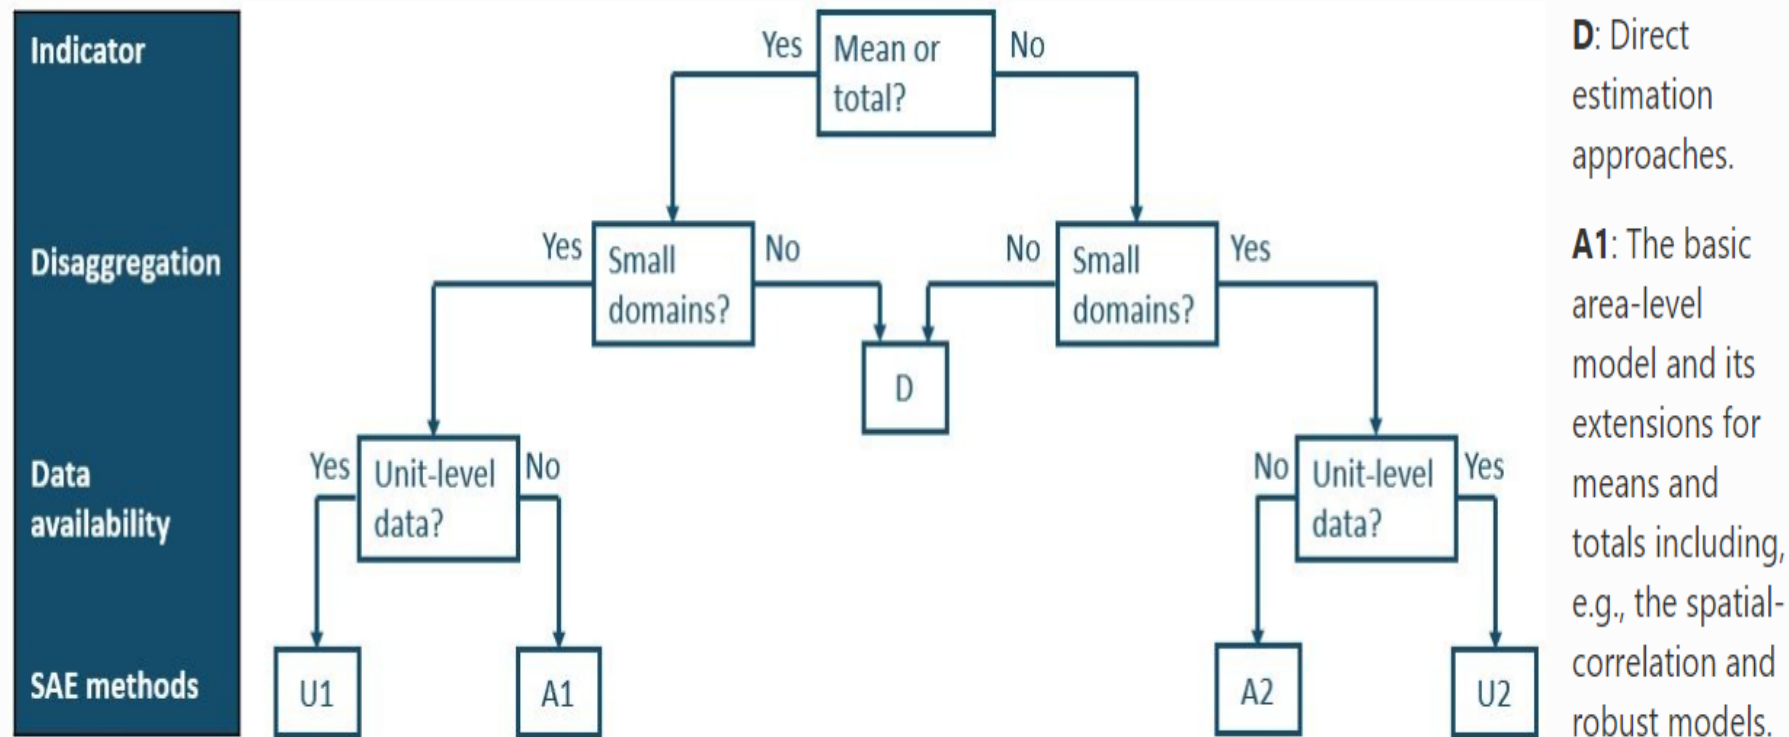 Indicator
Yes
Mean or
total?
No
Disaggregation
Yes
Small
domains?
No
No
Small
domains?
Yes
D
Data
availability
Yes
Unit-level
data?
No
No
Unit-level
data?
Yes
SAE methods
U1
A1
A2
U2
D: Direct
estimation
approaches.
A1: The basic
area-level
model and its
extensions for
means and
totals including,
e.g., the spatial-
correlation and
robust models.